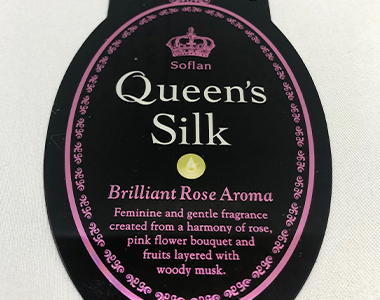 Soflan
Queen's
Silk
Brilliant Rose Aroma
Feminine and gentle fragrance
created from a harmony of rose,
pink flower bouquet and
fruits layered with
woody musk.